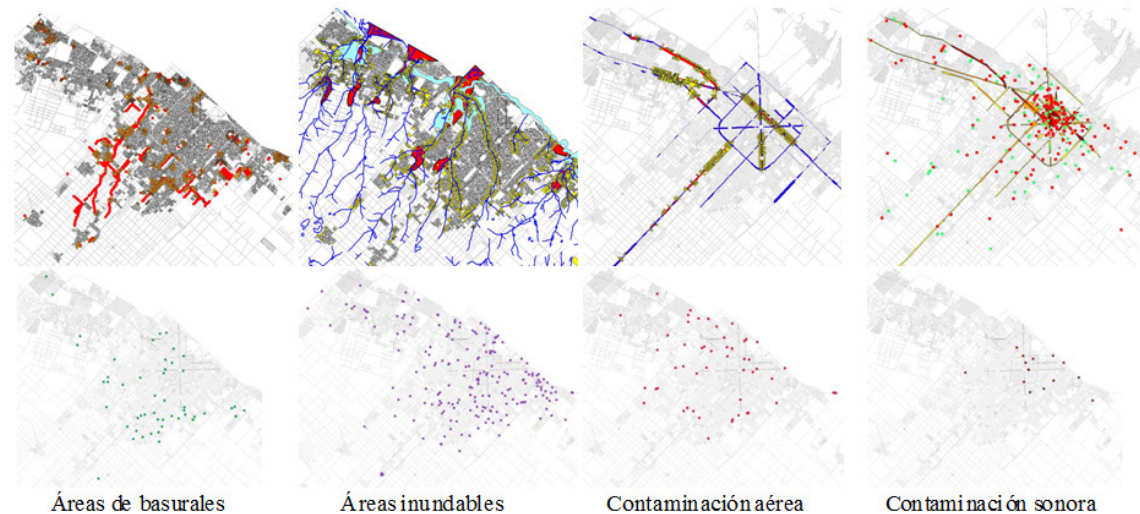 Áreas de basurales
Áreas inundables
Contaminación aérea
Contaminación sonora